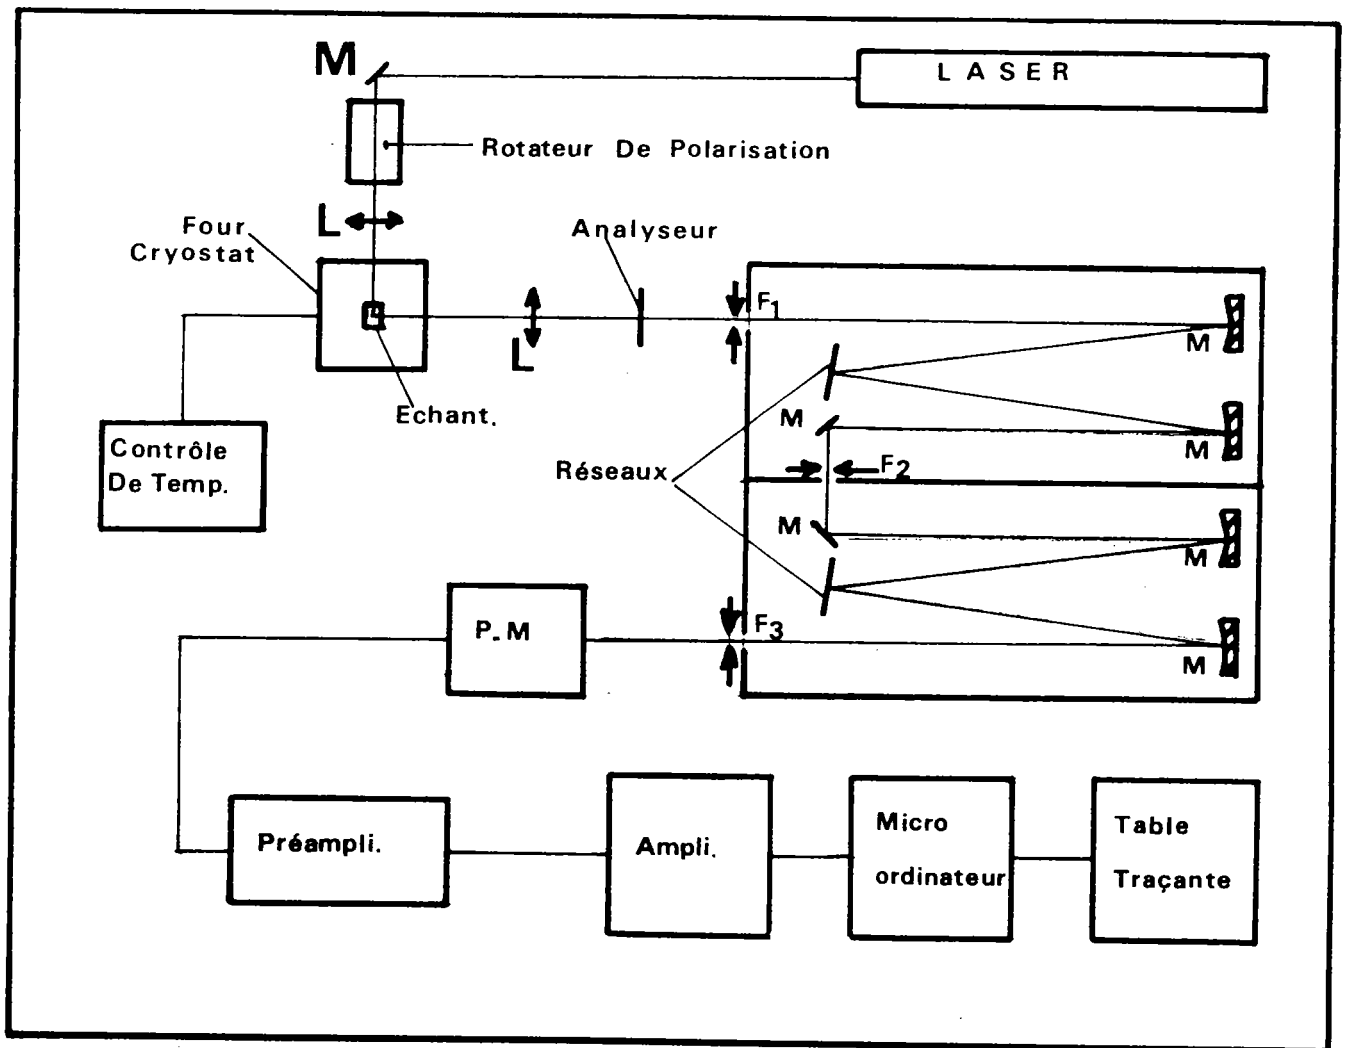 M
L A S E R
Rotateur De Polarisation
L
Four
Cryostat
Analyseur
F1
M
L
Echant.
M
M
Contrôle
De Temp.
Réseaux
F2
M
M
P.M
F3
M
Préampli.
Ampli.
Micro
ordinateur
Table
Traçante